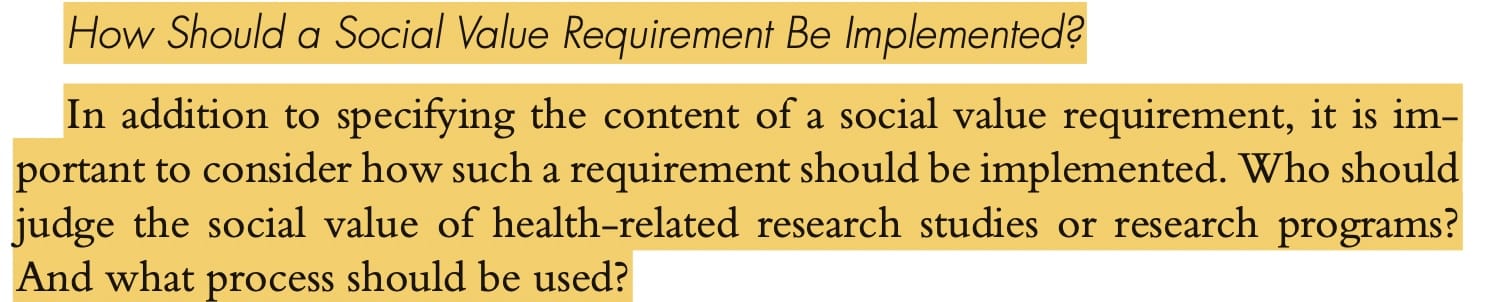 How Should a Social Value Requirement Be Implemented?
In addition to specifying the content of a social value requirement, it is im-
portant to consider how such a requirement should be implemented. Who should
judge the social value of health-related research studies or research programs?
And what process should be used?